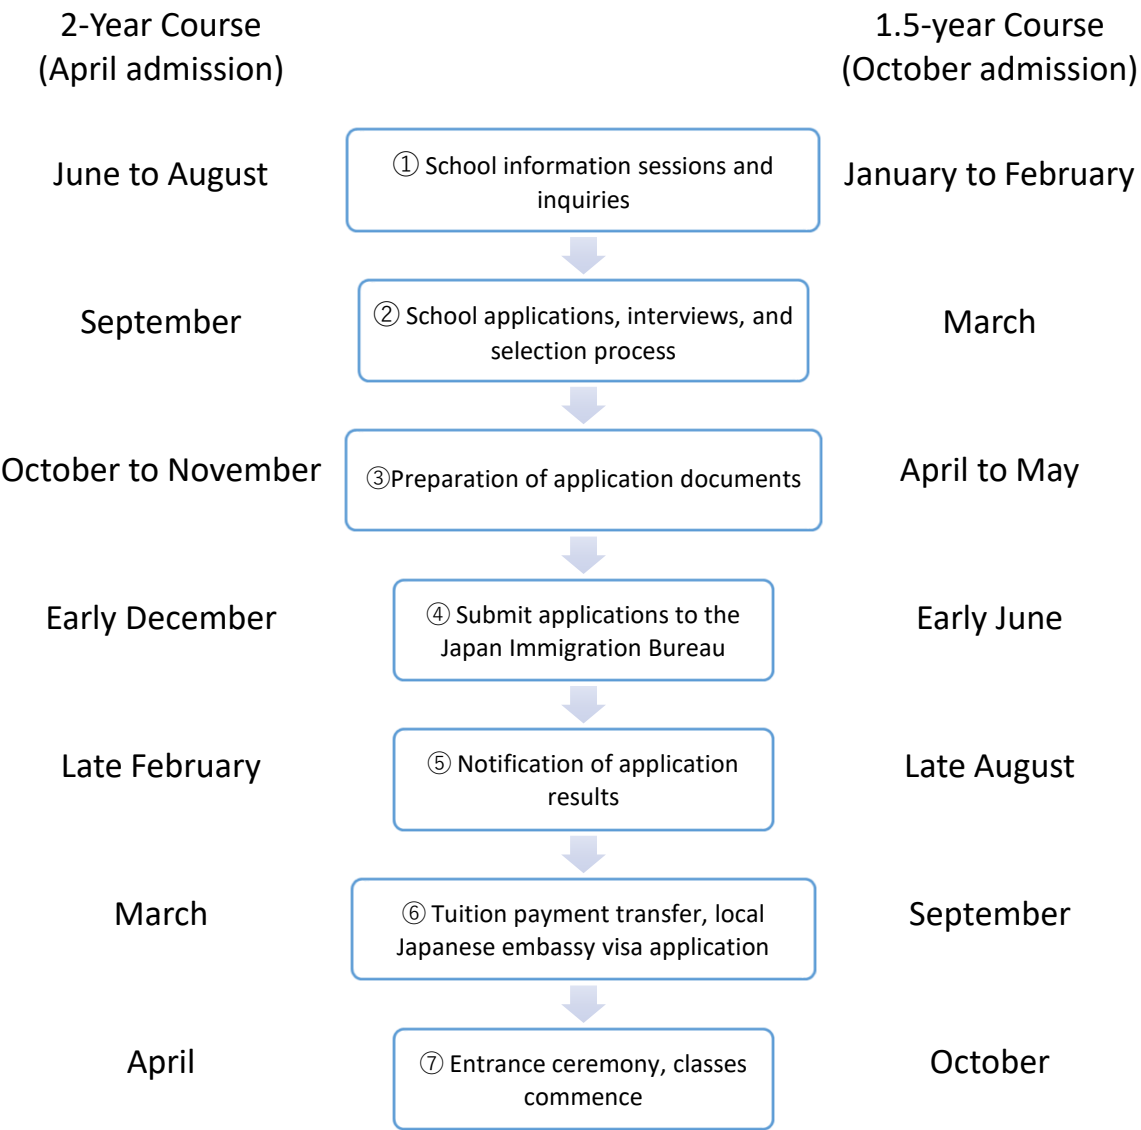 2-Year Course
(April admission)
1.5-year Course
(October admission)
June to August
① School information sessions and
inquiries
January to February
September
② School applications, interviews, and
selection process
March
October to November
③Preparation of application documents
April to May
Early December
④ Submit applications to the
Japan Immigration Bureau
Early June
Late February
⑤ Notification of application
results
Late August
March
⑥ Tuition payment transfer, local
Japanese embassy visa application
September
April
⑦ Entrance ceremony, classes
commence
October